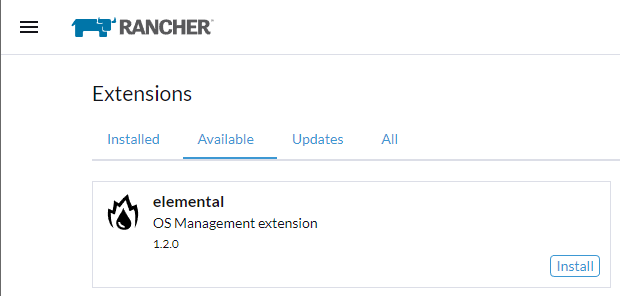 RANCHER
Extensions
Installed Available Updates All
elemental
OS Management extension
1.2.0
Install